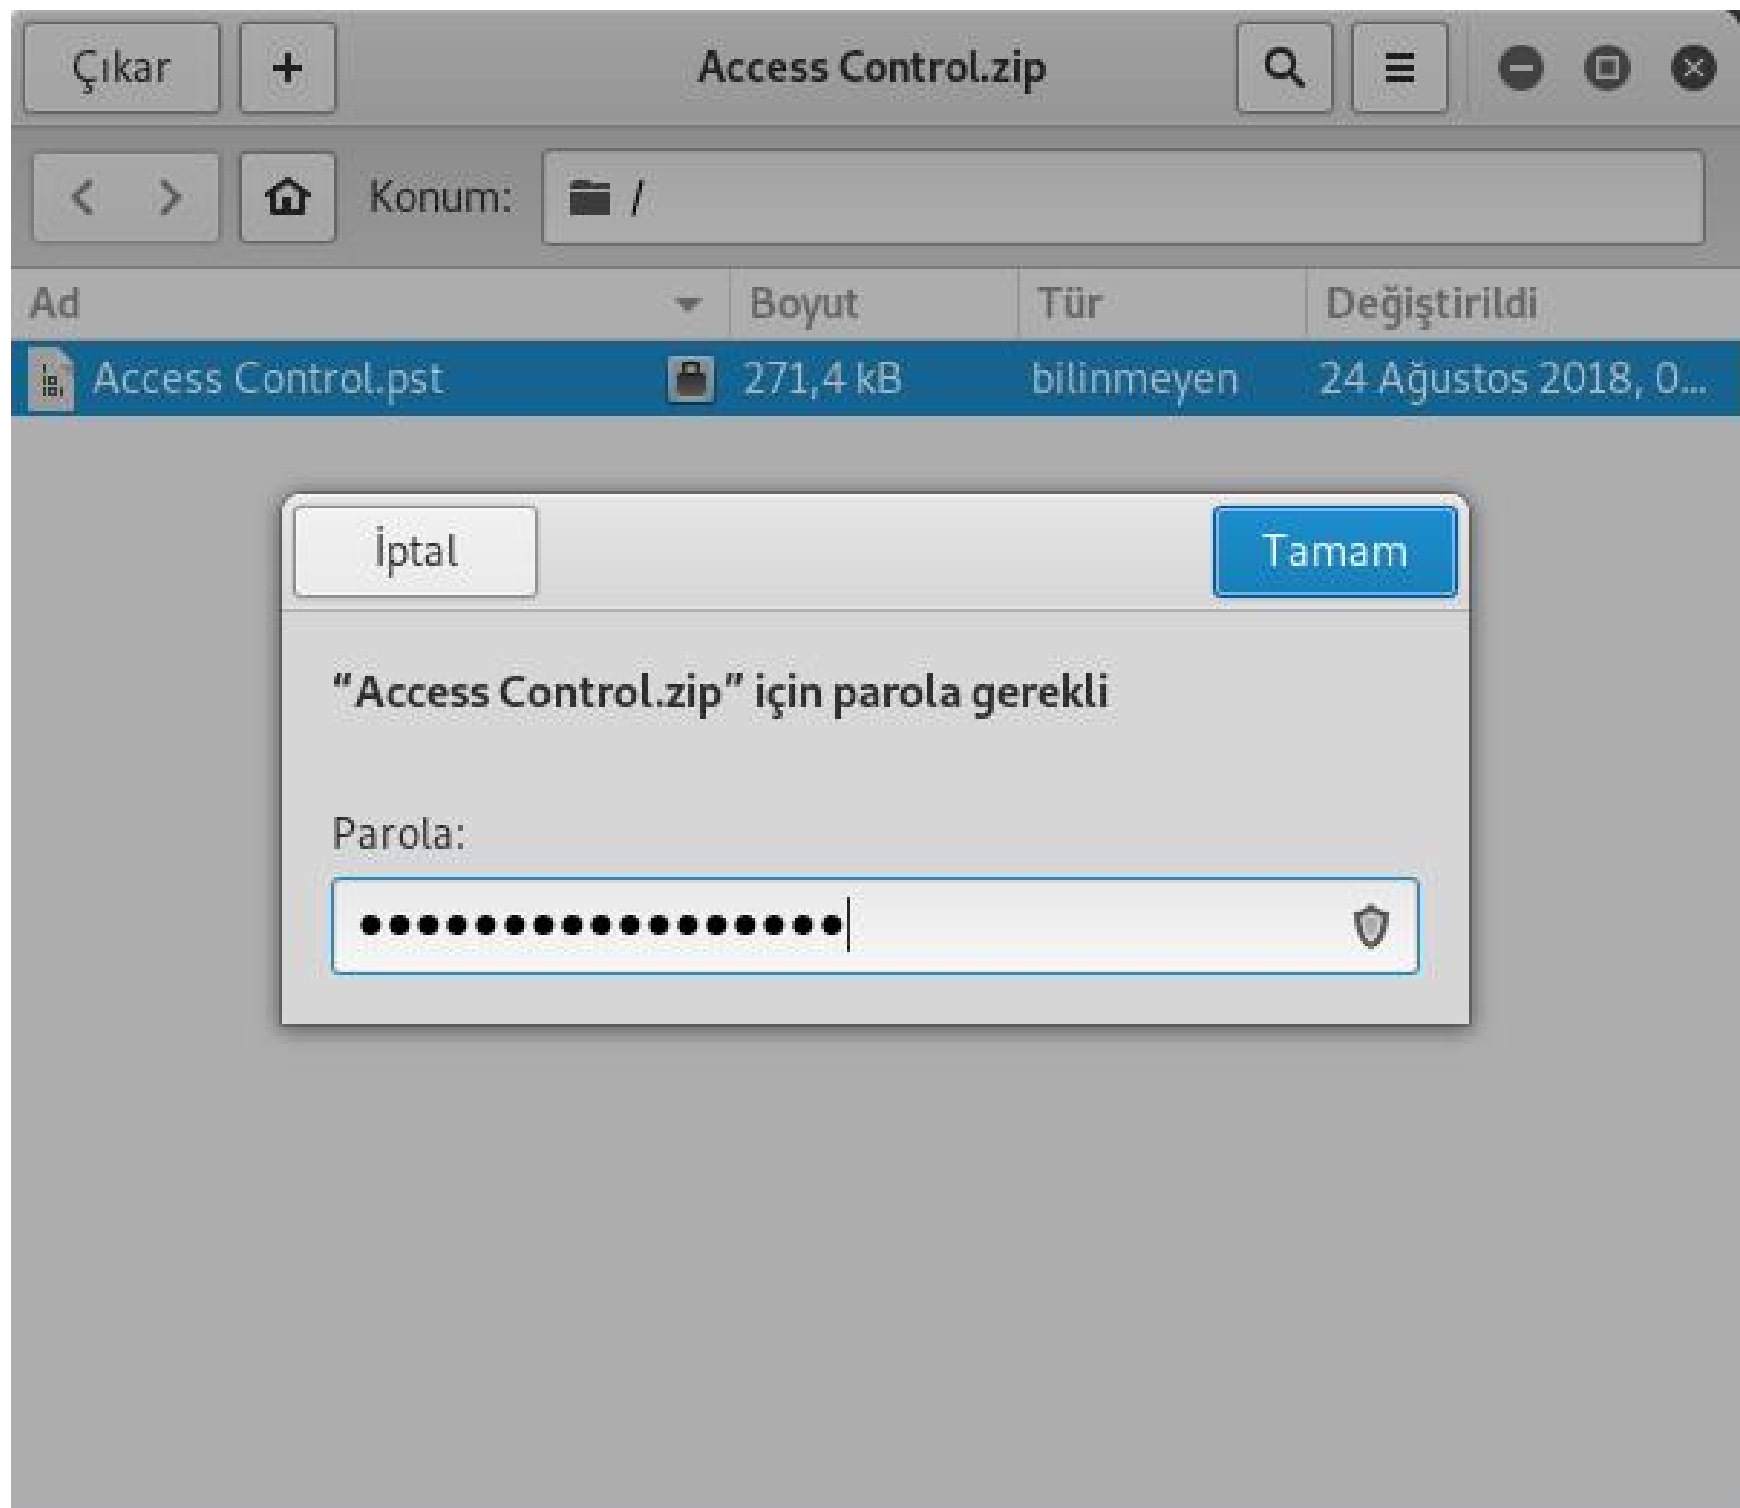 Çıkar + Access Control.zip
Konum: /
Ad Boyut Tür Değiştirildi
Access Control.pst 271,4 kB bilinmeyen 24 Ağustos 2018, 0...
İptal Tamam
“Access Control.zip” için parola gerekli
Parola:
●●●●●●●●●●●●●●●●●